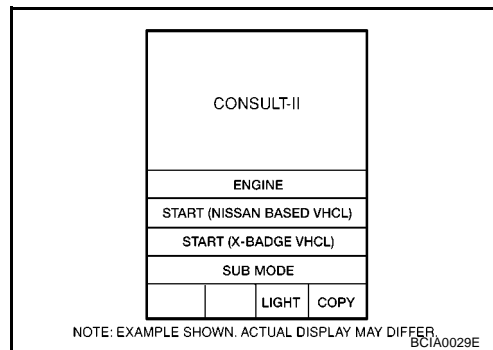 CONSULT-II
ENGINE
START (NISSAN BASED VHCL)
START (X-BADGE VHCL)
SUB MODE
LIGHT COPY
NOTE: EXAMPLE SHOWN. ACTUAL DISPLAY MAY DIFFER.
BCIA0029E